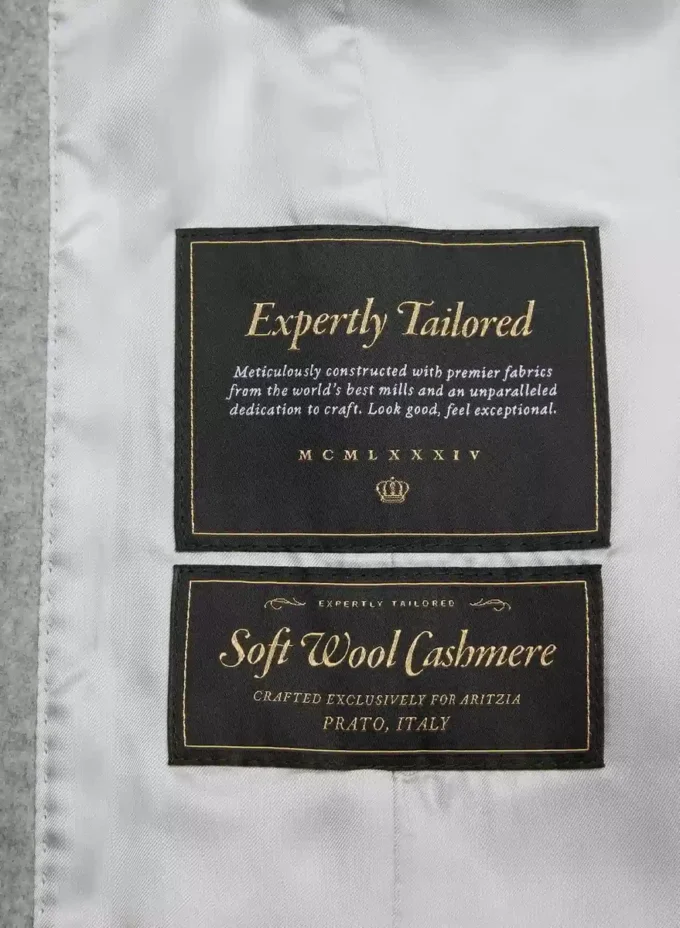 Expertly Tailored
Meticulously constructed with premier fabrics
from the world's best mills and an unparalleled
dedication to craft. Look good, feel exceptional.
MCMLXXXIV
EXPERTLY TAILORED
Soft Wool Cashmere
CRAFTED EXCLUSIVELY FOR ARITZIA
PRATO, ITALY